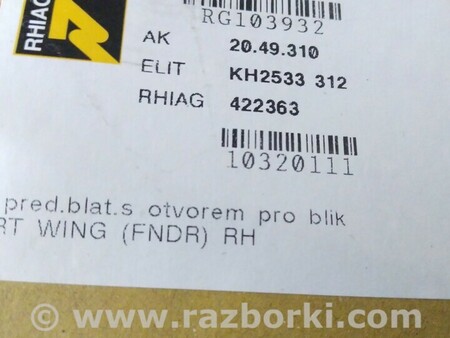 RG103932
RHIAG
AK 20.49.310
ELIT KH2533 312
RHIAG 422363
10320111
pred.blat.s otvorem pro blik
WING (FNDR) RH
© www.razborki.com